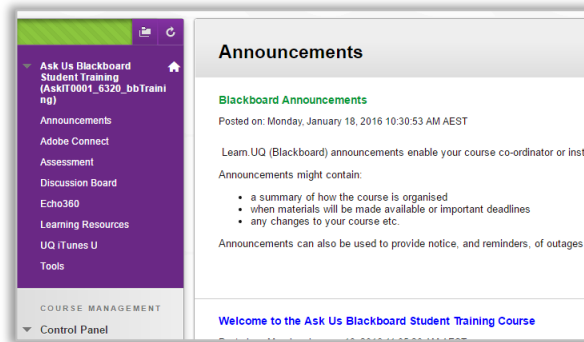 Ask Us Blackboard
Student Training
(AskIT0001_6320_bbTraini
ng)
Announcements
Adobe Connect
Assessment
Discussion Board
Echo360
Learning Resources
UQ iTunes U
Tools
COURSE MANAGEMENT
Control Panel
Announcements
Blackboard Announcements
Posted on: Monday, January 18, 2016 10:30:53 AM AEST
Learn.UQ (Blackboard) announcements enable your course co-ordinator or inst
Announcements might contain:
a summary of how the course is organised
when materials will be made available or important deadlines
any changes to your course etc.
Announcements can also be used to provide notice, and reminders, of outages
Welcome to the Ask Us Blackboard Student Training Course